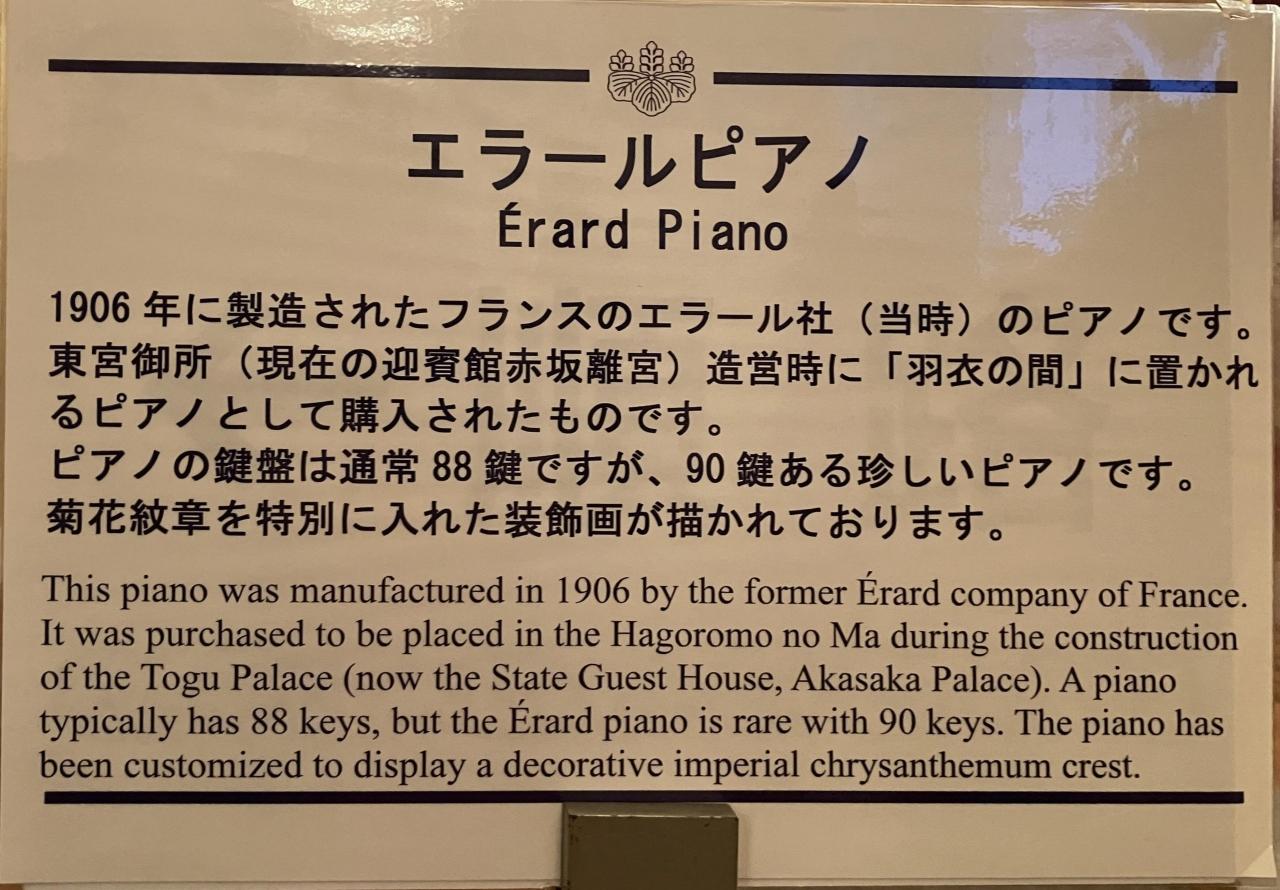 エラールピアノ
Érard Piano
1906 年に製造されたフランスのエラール社（当時）のピアノです。
東宮御所（現在の迎賓館赤坂離宮）造営時に「羽衣の間」に置かれ
るピアノとして購入されたものです。
ピアノの鍵盤は通常 88 鍵ですが、90 鍵ある珍しいピアノです。
菊花紋章を特別に入れた装飾画が描かれております。
This piano was manufactured in 1906 by the former Érard company of France.
It was purchased to be placed in the Hagoromo no Ma during the construction
of the Togu Palace (now the State Guest House, Akasaka Palace). A piano
typically has 88 keys, but the Érard piano is rare with 90 keys. The piano has
been customized to display a decorative imperial chrysanthemum crest.